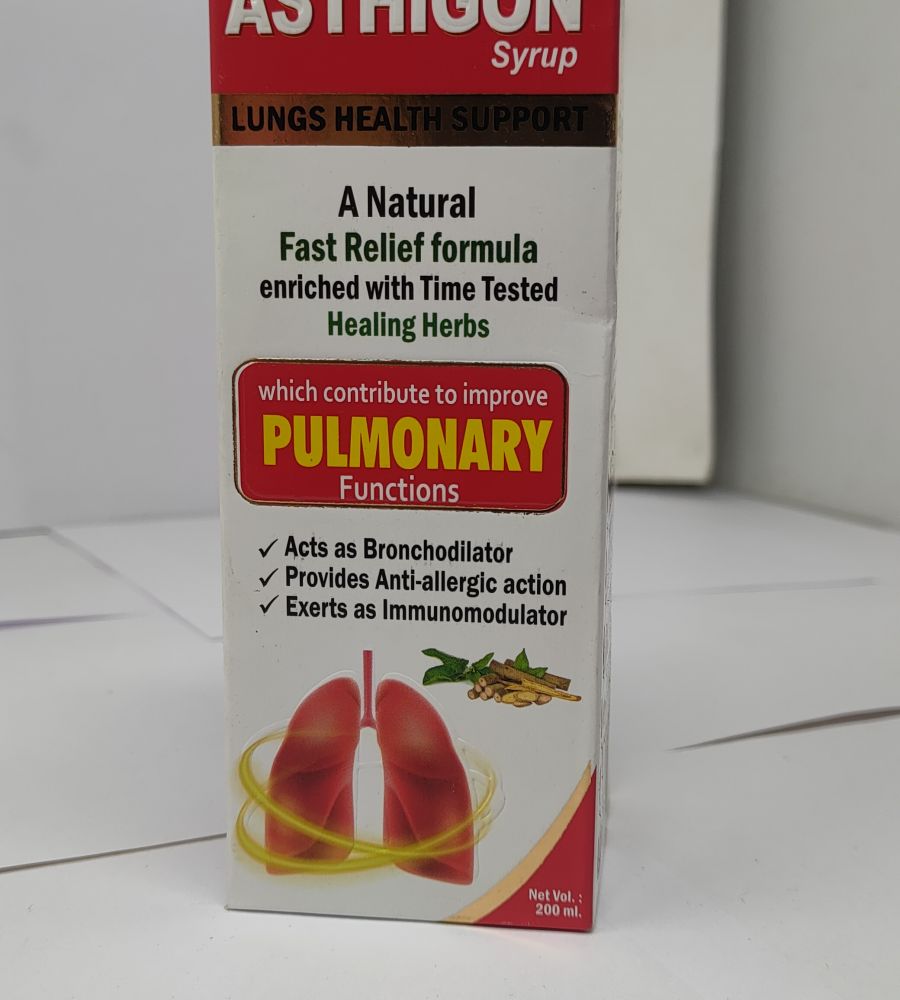 ASTHIGON
Syrup
LUNGS HEALTH SUPPORT
A Natural
Fast Relief formula
enriched with Time Tested
Healing Herbs
which contribute to improve
PULMONARY
Functions
✓ Acts as Bronchodilator
✓ Provides Anti-allergic action
✓ Exerts as Immunomodulator
Net Vol. :
200 ml.